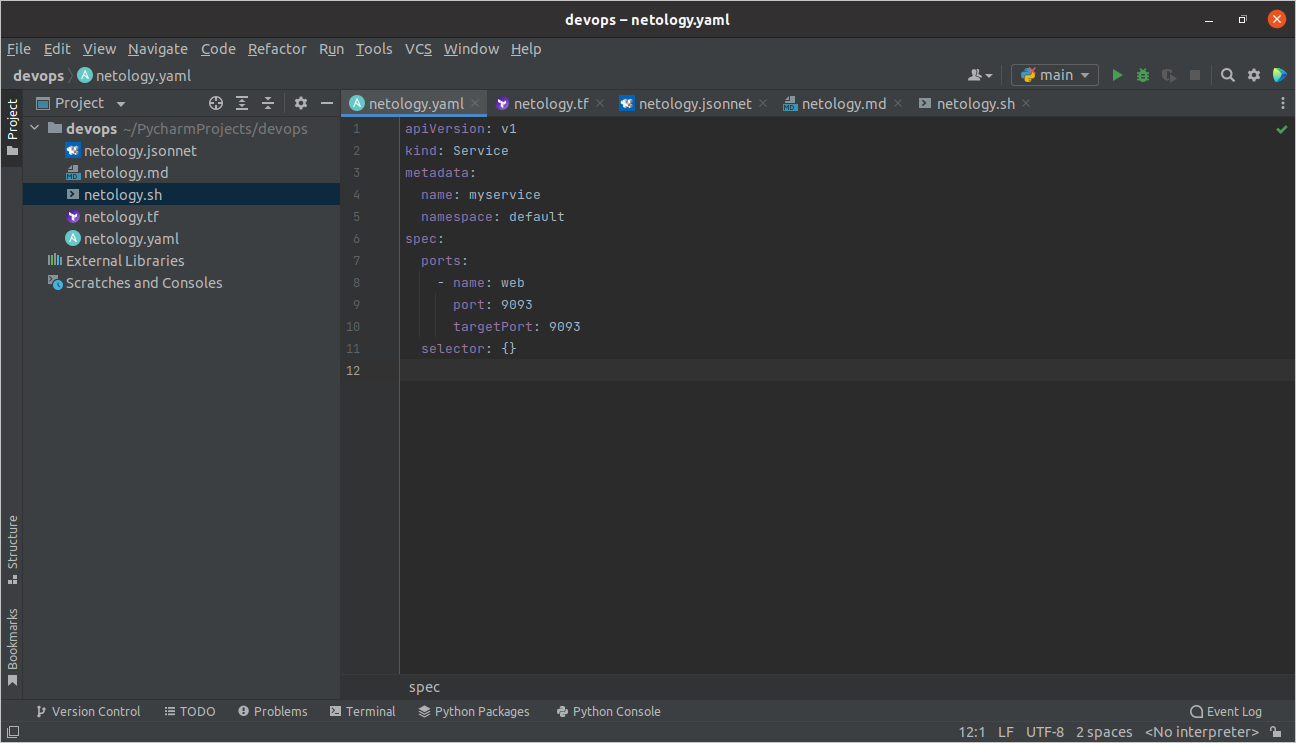 devops – netology.yaml
File Edit View Navigate Code Refactor Run Tools VCS Window Help
devops netology.yaml main
Project
Project
devops ~/PycharmProjects/devops
netology.jsonnet
netology.md
netology.sh
netology.tf
netology.yaml
External Libraries
Scratches and Consoles
Structure
Bookmarks
netology.yaml netology.tf netology.jsonnet netology.md netology.sh
1 apiVersion: v1
2 kind: Service
3 metadata:
4 name: myservice
5 namespace: default
6 spec:
7 ports:
8 - name: web
9 port: 9093
10 targetPort: 9093
11 selector: {}
12
spec
Version Control TODO Problems Terminal Python Packages Python Console Event Log
12:1 LF UTF-8 2 spaces <No interpreter>